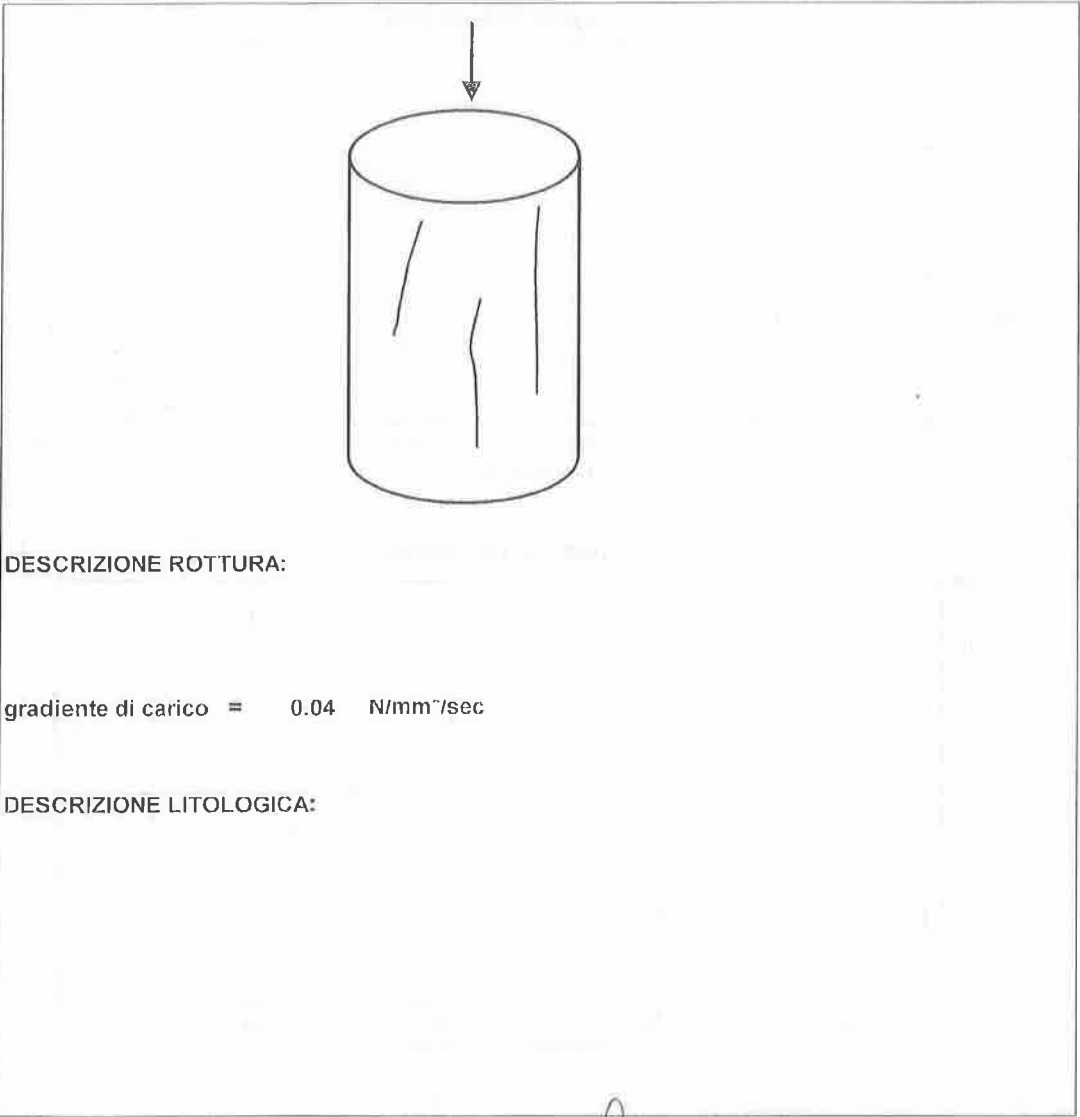 DESCRIZIONE ROTTURA:
gradiente di carico = 0.04 N/mm²/sec
DESCRIZIONE LITOLOGICA: